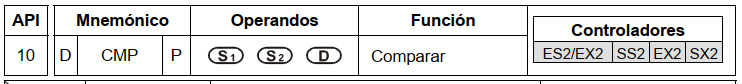 API Mnemónico Operandos Función Controladores
10 D CMP P S1 S2 D Comparar ES2/EX2 SS2 EX2 SX2